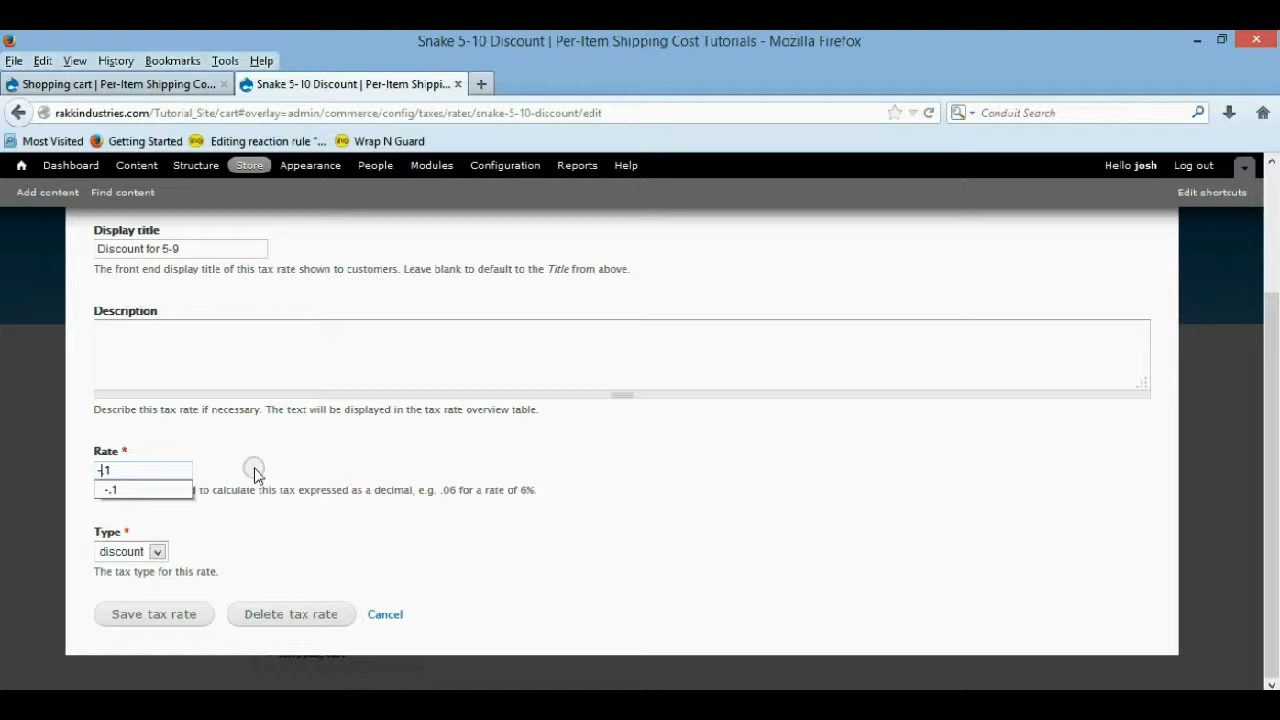 Snake 5-10 Discount | Per-Item Shipping Cost Tutorials - Mozilla Firefox
File Edit View History Bookmarks Tools Help
Shopping cart | Per-Item Shipping Co... Snake 5-10 Discount | Per-Item Shippi...
rakkindustries.com/Tutorial_Site/cart#overlay=admin/commerce/config/taxes/rates/snake-5-10-discount/edit Conduit Search
Most Visited Getting Started Editing reaction rule "... Wrap N Guard
Dashboard Content Structure Store Appearance People Modules Configuration Reports Help Hello josh Log out
Add content Find content Edit shortcuts
Display title
Discount for 5-9
The front end display title of this tax rate shown to customers. Leave blank to default to the Title from above.
Description
Describe this tax rate if necessary. The text will be displayed in the tax rate overview table.
Rate *
-1
-.1
d to calculate this tax expressed as a decimal, e.g. .06 for a rate of 6%.
Type *
discount
The tax type for this rate.
Save tax rate Delete tax rate Cancel